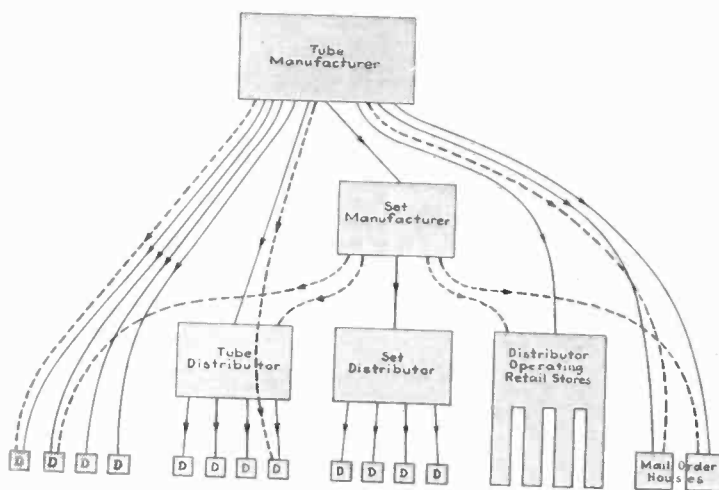 Tube
Manufacturer
Set
Manufacturer
Tube
Distributor
Set
Distributor
Distributor
Operating
Retail Stores
D D D D
D D D D
D D D D
Mail Order
Houses